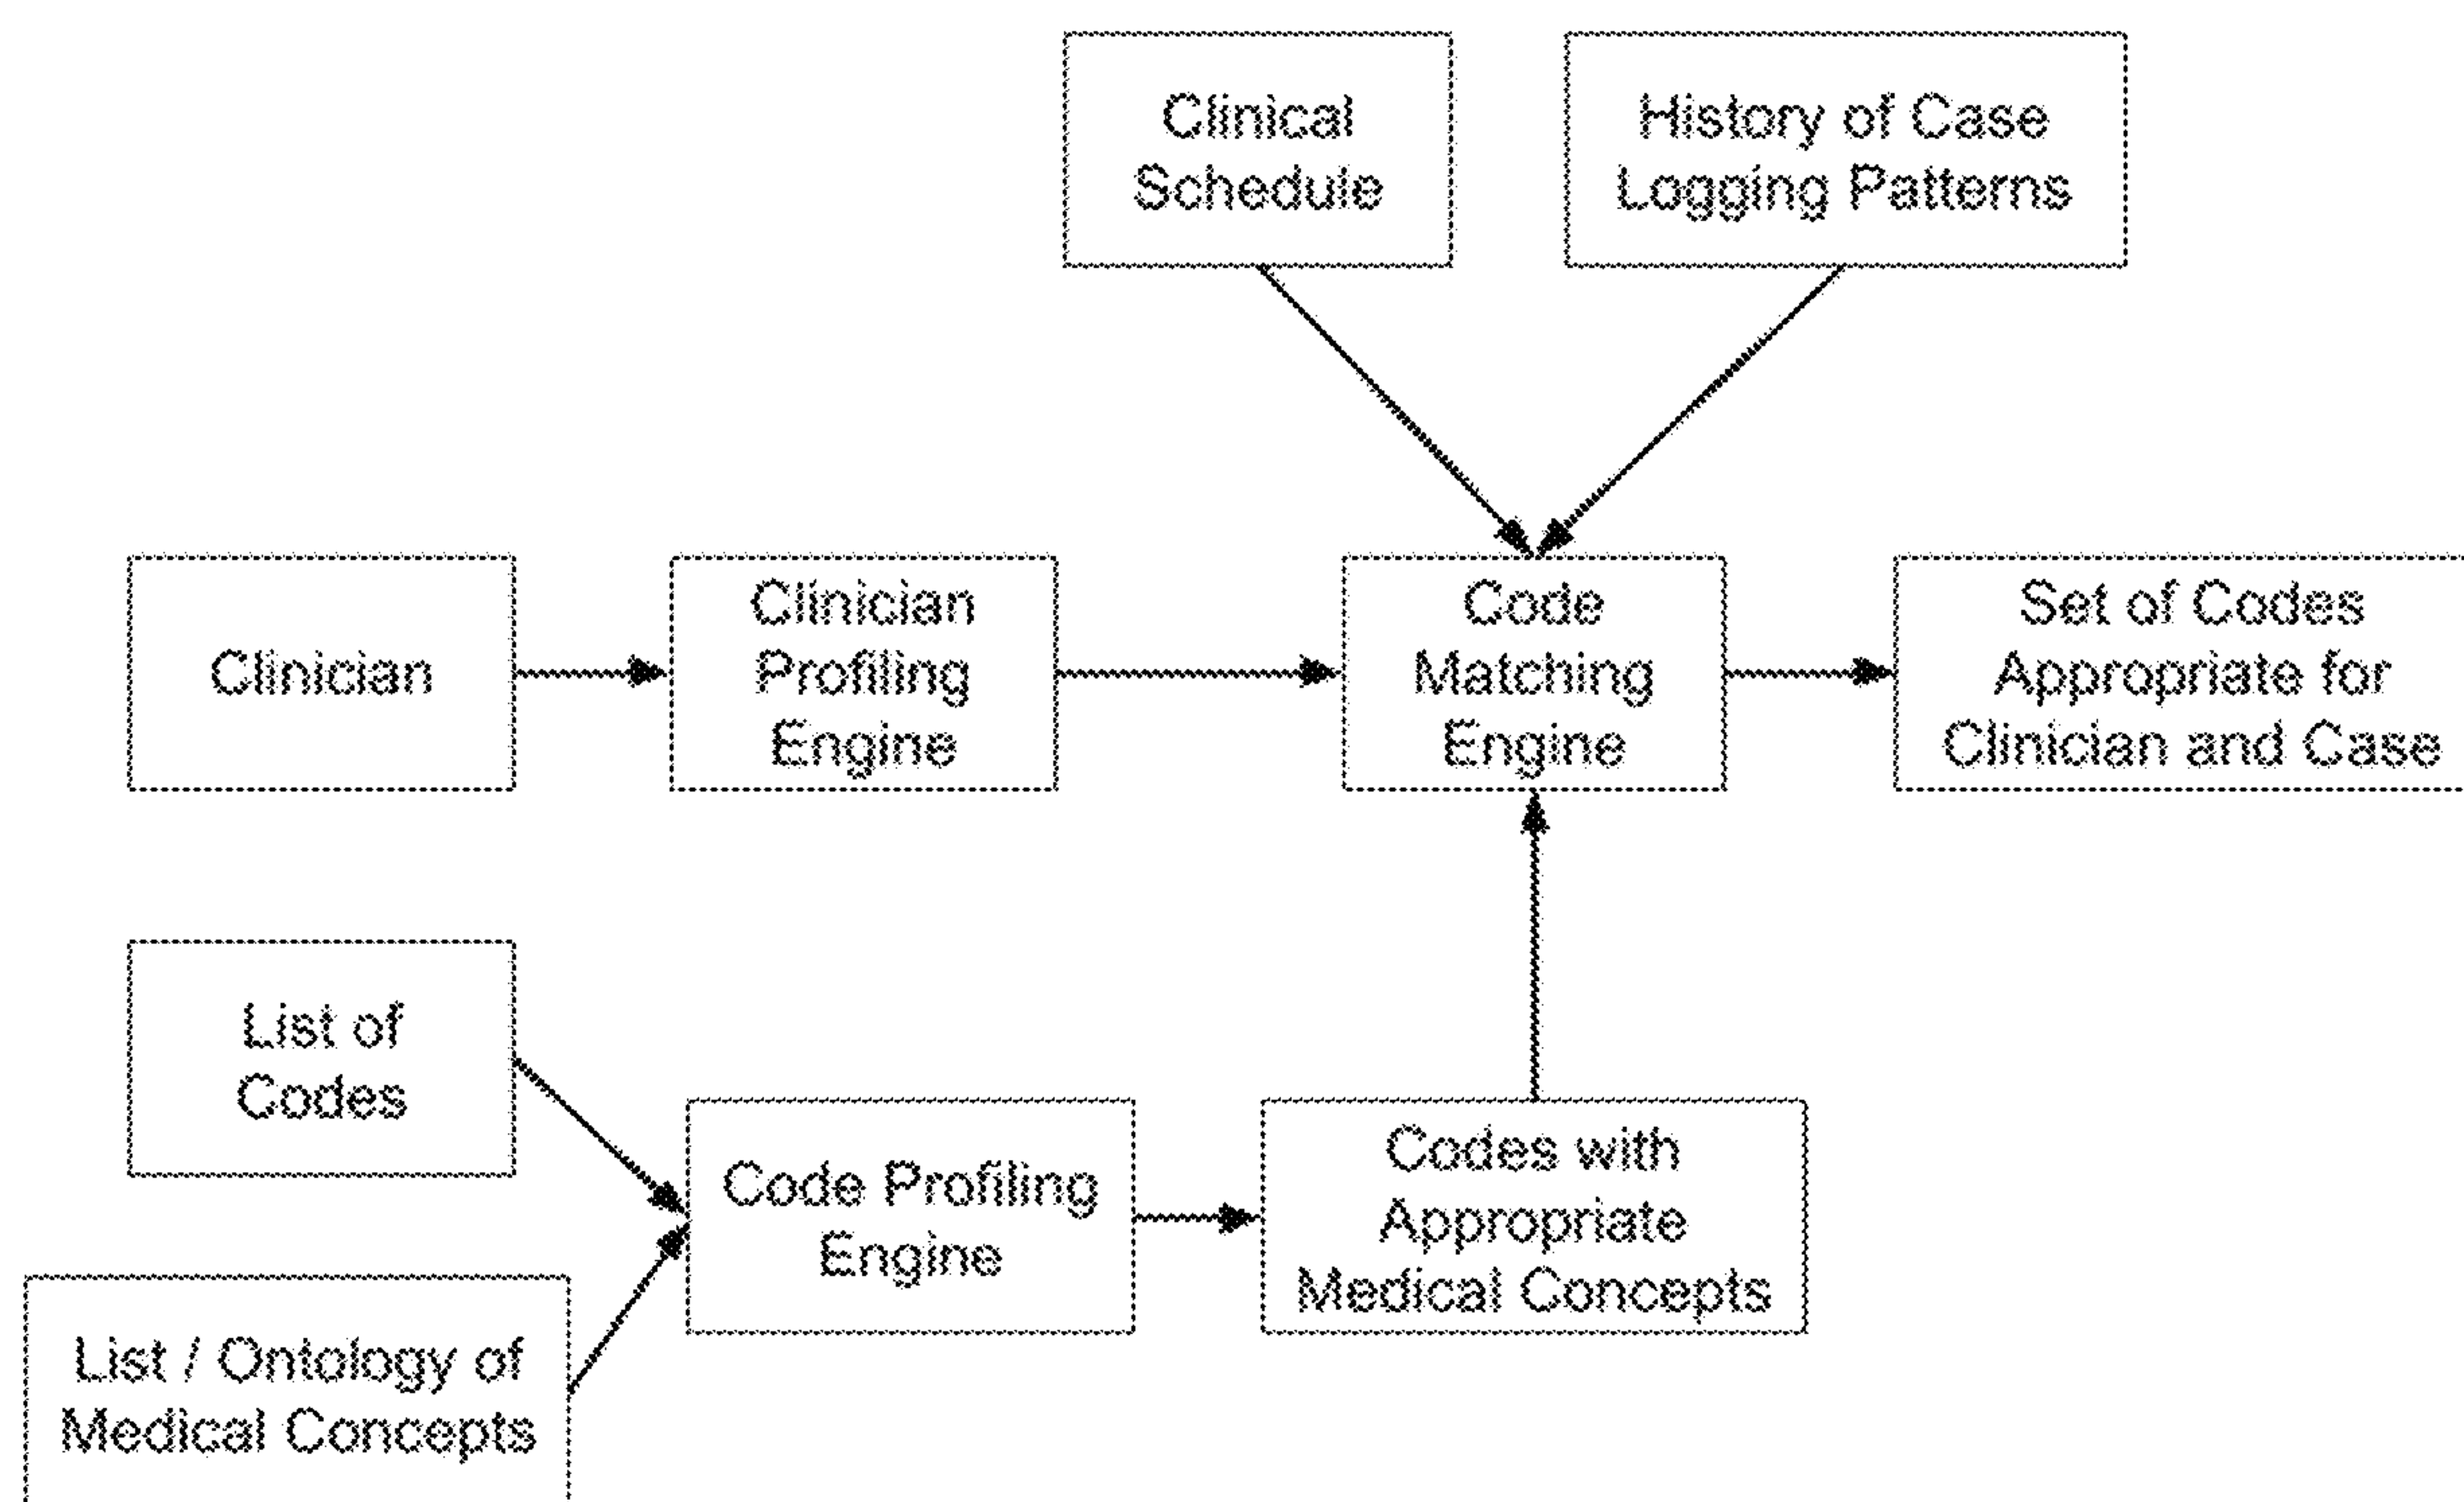 Clinical
Schedule
History of Case
Logging Patterns
Clinician
Clinician
Profiling
Engine
Code
Matching
Engine
Set of Codes
Appropriate for
Clinician and Case
List of
Codes
Code Profiling
Engine
Codes with
Appropriate
Medical Concepts
List / Ontology of
Medical Concepts